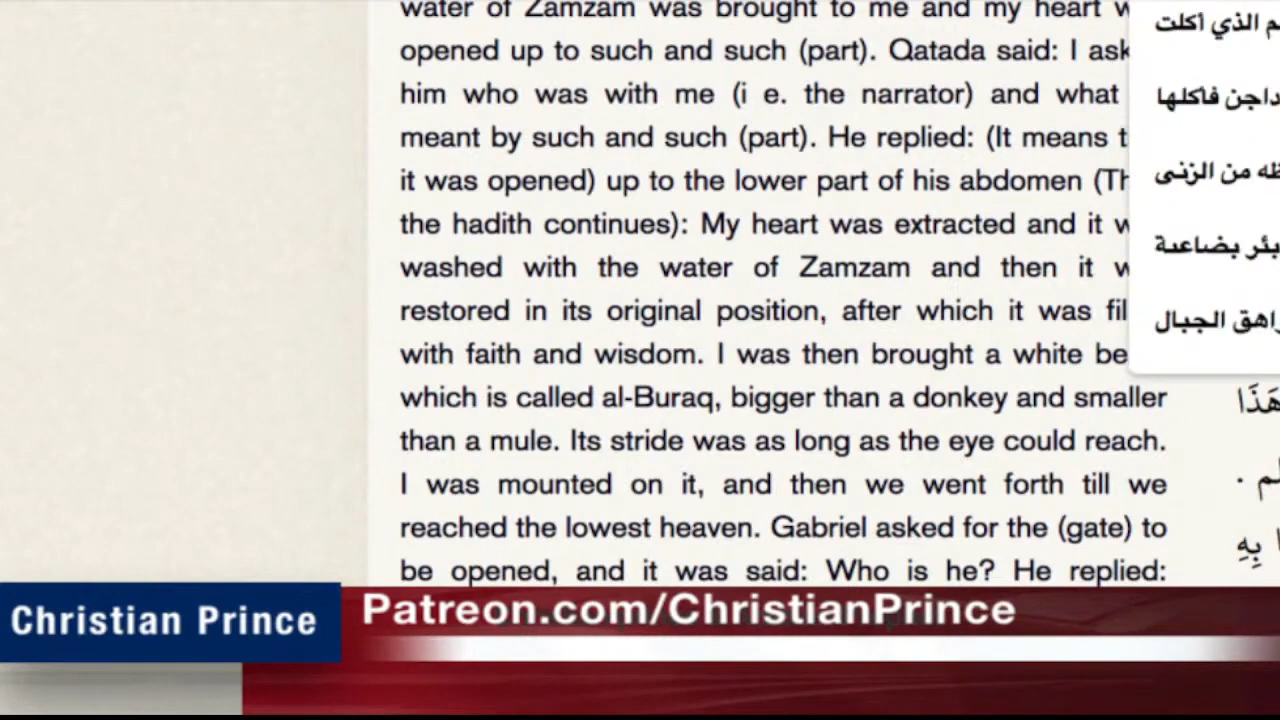 water of Zamzam was brought to me and my heart
opened up to such and such (part). Qatada said: I ask
him who was with me (i e. the narrator) and what
meant by such and such (part). He replied: (It means
it was opened) up to the lower part of his abdomen
the hadith continues): My heart was extracted and it
washed with the water of Zamzam and then it
restored in its original position, after which it was
with faith and wisdom. I was then brought a white
which is called al-Buraq, bigger than a donkey and smaller
than a mule. Its stride was as long as the eye could reach.
I was mounted on it, and then we went forth till we
reached the lowest heaven. Gabriel asked for the (gate) to
be opened, and it was said: Who is he? He replied:
الذي أكلت
داجن فأكلها
من الزنى
بئر بضاعة
الجبال
هَذَا
بِهِ
Christian Prince
Patreon.com/ChristianPrince